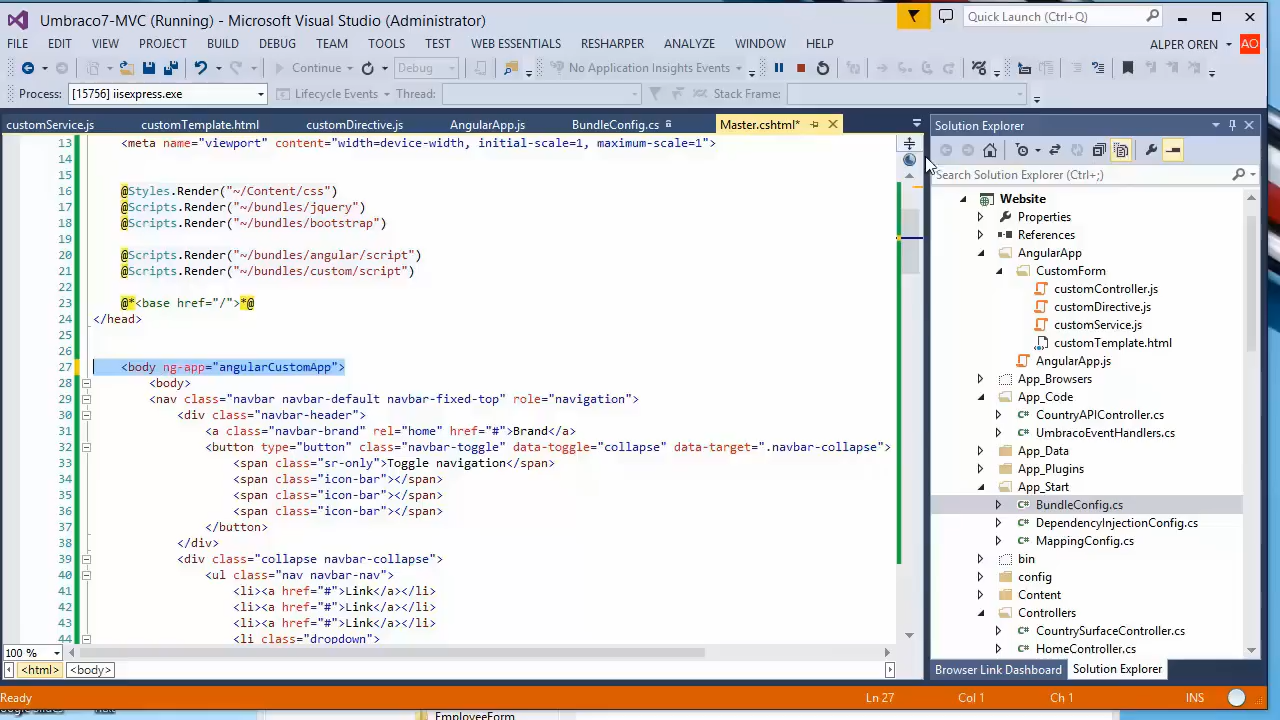 Umbraco7-MVC (Running) - Microsoft Visual Studio (Administrator)
Quick Launch (Ctrl+Q)
FILE EDIT VIEW PROJECT BUILD DEBUG TEAM TOOLS TEST WEB ESSENTIALS RESHARPER ANALYZE WINDOW HELP
ALPER OREN AO
Continue Debug No Application Insights Events
Process: [15756] iisexpress.exe Lifecycle Events Thread: Stack Frame:
customService.js customTemplate.html customDirective.js AngularApp.js BundleConfig.cs Master.cshtml*
13 <meta name="viewport" content="width=device-width, initial-scale=1, maximum-scale=1">
14
15
16 @Styles.Render("~/Content/css")
17 @Scripts.Render("~/bundles/jquery")
18 @Scripts.Render("~/bundles/bootstrap")
19
20 @Scripts.Render("~/bundles/angular/script")
21 @Scripts.Render("~/bundles/custom/script")
22
23 @*<base href="/">*@
24 </head>
25
26
27 <body ng-app="angularCustomApp">
28 <body>
29 <nav class="navbar navbar-default navbar-fixed-top" role="navigation">
30 <div class="navbar-header">
31 <a class="navbar-brand" rel="home" href="#">Brand</a>
32 <button type="button" class="navbar-toggle" data-toggle="collapse" data-target=".navbar-collapse">
33 <span class="sr-only">Toggle navigation</span>
34 <span class="icon-bar"></span>
35 <span class="icon-bar"></span>
36 <span class="icon-bar"></span>
37 </button>
38 </div>
39 <div class="collapse navbar-collapse">
40 <ul class="nav navbar-nav">
41 <li><a href="#">Link</a></li>
42 <li><a href="#">Link</a></li>
43 <li><a href="#">Link</a></li>
44 <li class="dropdown">
100 %
<html> <body>
Solution Explorer
Search Solution Explorer (Ctrl+;)
Website
Properties
References
AngularApp
CustomForm
customController.js
customDirective.js
customService.js
customTemplate.html
AngularApp.js
App_Browsers
App_Code
CountryAPIController.cs
UmbracoEventHandlers.cs
App_Data
App_Plugins
App_Start
BundleConfig.cs
DependencyInjectionConfig.cs
MappingConfig.cs
bin
config
Content
Controllers
CountrySurfaceController.cs
HomeController.cs
Browser Link Dashboard Solution Explorer
Ready Ln 27 Col 1 Ch 1 INS
EmployeeForm